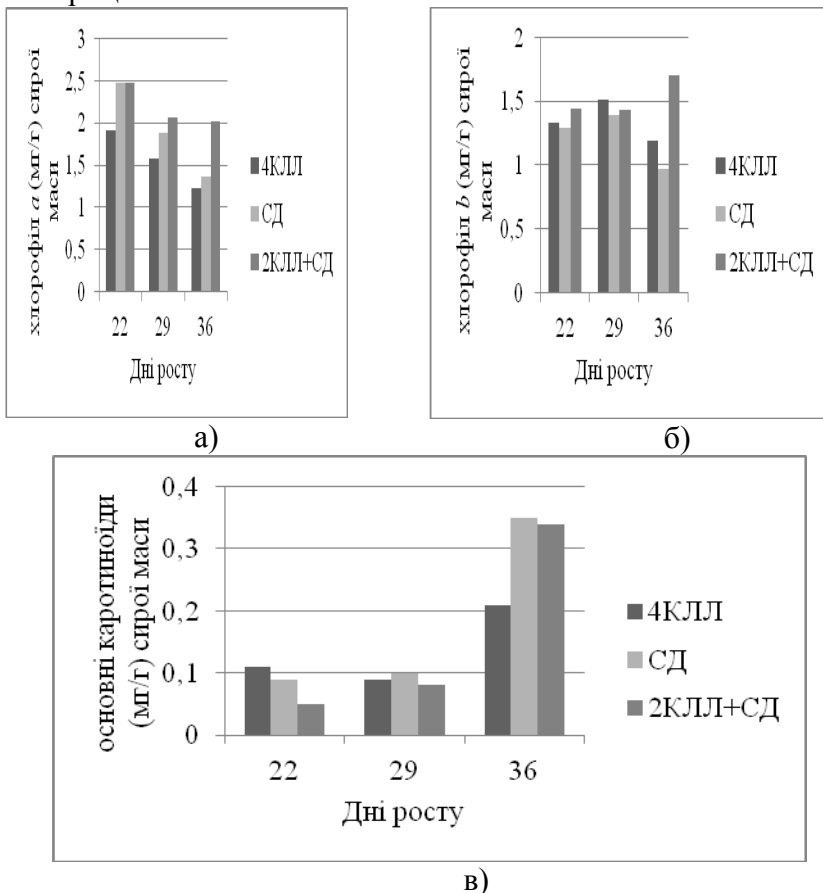 3
2,5
2
1,5
1
0,5
0
хлорофіл а (мг/г) сирої
маси
22 29 36
Дні росту
4КЛЛ
СД
2КЛЛ+СД
а)
2
1,5
1
0,5
0
хлорофіл b (мг/г) сирої
маси
22 29 36
Дні росту
4КЛЛ
СД
2КЛЛ+СД
б)
0,4
0,3
0,2
0,1
0
основні каротиноїди
(мг/г) сирої маси
22 29 36
Дні росту
4КЛЛ
СД
2КЛЛ+СД
в)